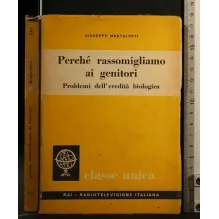 GIUSEPPE MONTALENTI
Perché rassomigliamo
ai genitori
Problemi dell'eredità biologica
classe unica
RAI - RADIOTELEVISIONE ITALIANA